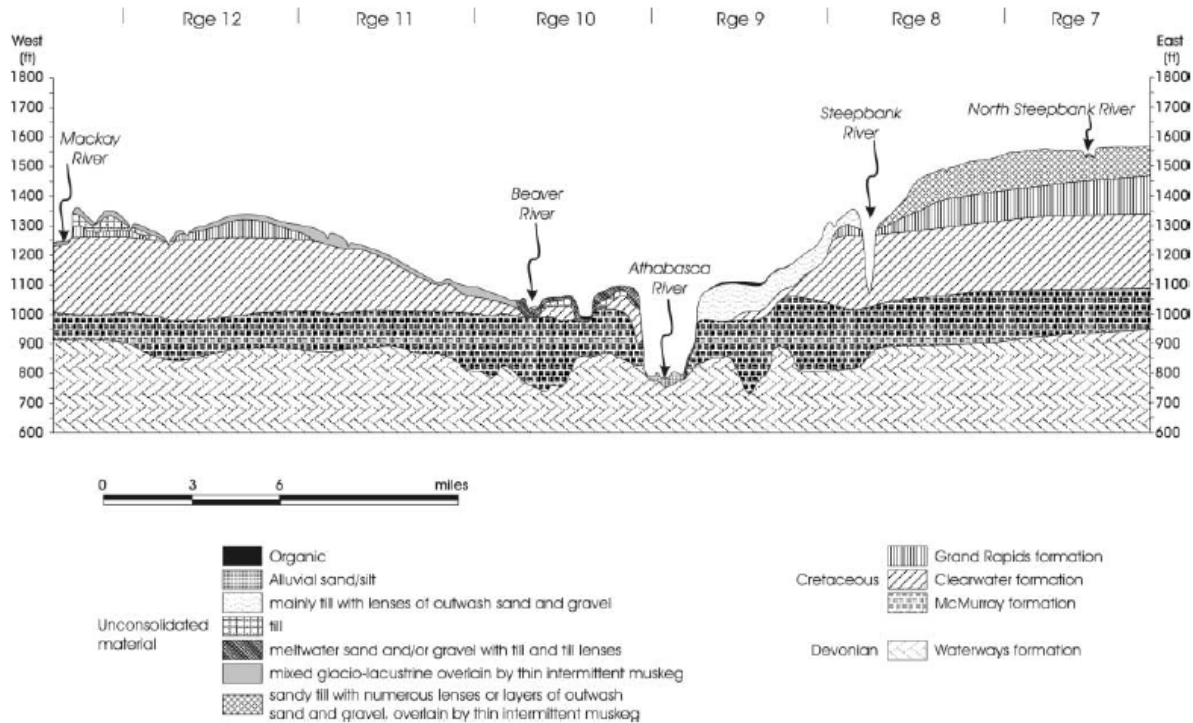 Rge 12 Rge 11 Rge 10 Rge 9 Rge 8 Rge 7
West
(ft)
East
(ft)
1800
1700
1600
1500
1400
1300
1200
1100
1000
900
800
700
600
1800
1700
1600
1500
1400
1300
1200
1100
1000
900
800
700
600
Mackay
River
Beaver
River
Athabasca
River
Steepbank
River
North Steepbank River
0 3 6 miles
Unconsolidated
material
Organic
Alluvial sand/silt
mainly till with lenses of outwash sand and gravel
till
meltwater sand and/or gravel with till and till lenses
mixed glacio-lacustrine overlain by thin intermittent muskeg
sandy till with numerous lenses or layers of outwash
sand and gravel, overlain by thin intermittent muskeg
Cretaceous
Grand Rapids formation
Clearwater formation
McMurray formation
Devonian
Waterways formation